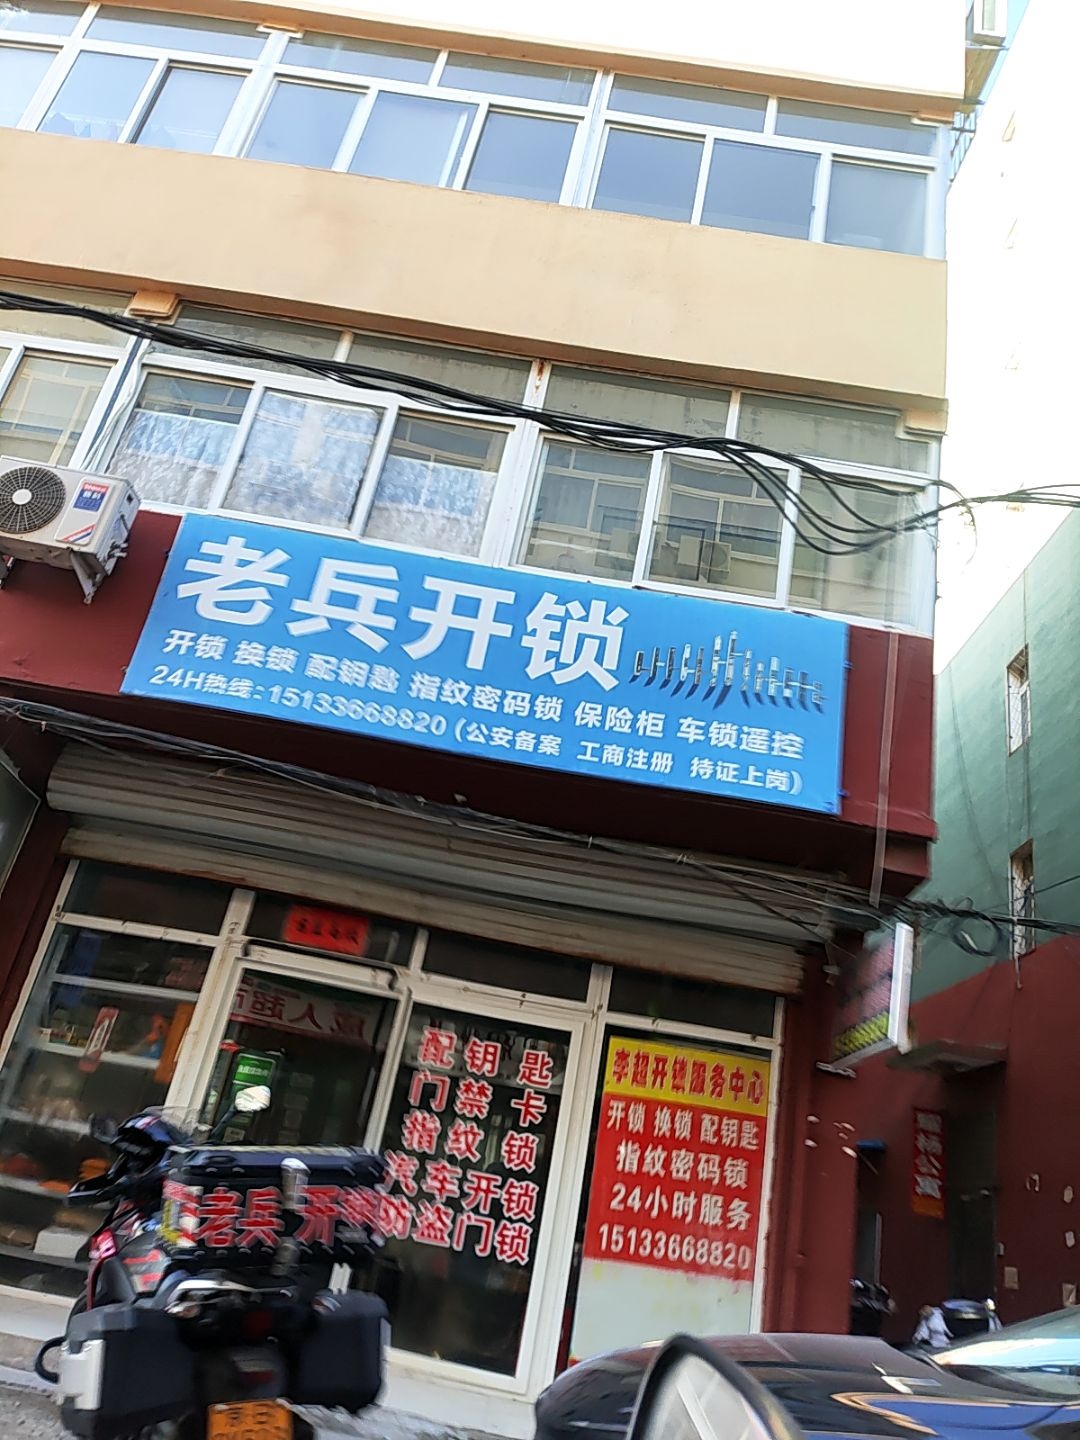 老兵开锁
开锁 换锁 配钥匙 指纹密码锁 保险柜 车锁遥控
24H热线:15133668820 (公安备案 工商注册 持证上岗)
配钥匙
门禁卡
指纹锁
汽车开锁
防盗门锁
李超开锁服务中心
开锁 换锁 配钥匙
指纹密码锁
24小时服务
15133668820
老兵 开锁